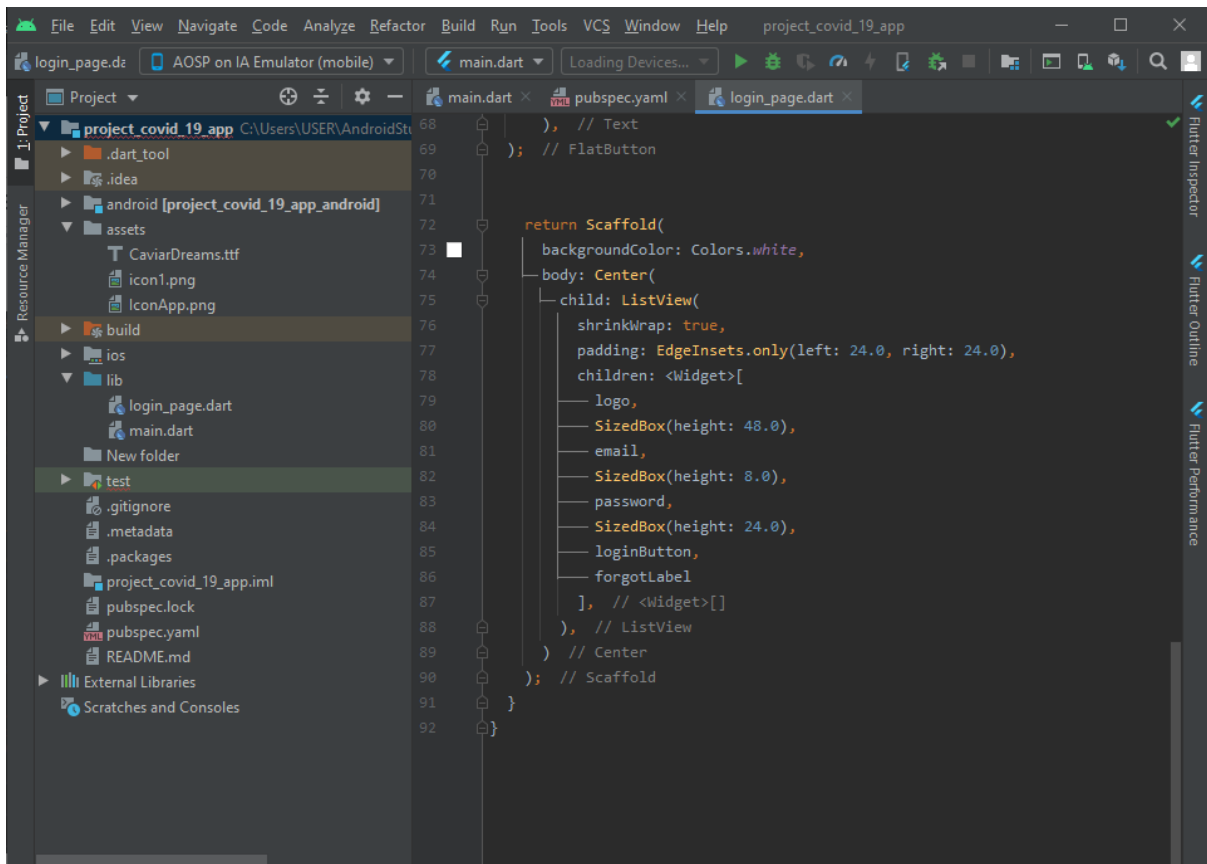 File Edit View Navigate Code Analyze Refactor Build Run Tools VCS Window Help project_covid_19_app
login_page.da AOSP on IA Emulator (mobile) main.dart Loading Devices...
1: Project
Resource Manager
Project
project_covid_19_app C:\Users\USER\AndroidStu
.dart_tool
.idea
android [project_covid_19_app_android]
assets
CaviarDreams.ttf
icon1.png
IconApp.png
build
ios
lib
login_page.dart
main.dart
New folder
test
.gitignore
.metadata
.packages
project_covid_19_app.iml
pubspec.lock
pubspec.yaml
README.md
External Libraries
Scratches and Consoles
main.dart pubspec.yaml login_page.dart
68 ), // Text
69 ); // FlatButton
70
71
72 return Scaffold(
73 backgroundColor: Colors.white,
74 body: Center(
75 child: ListView(
76 shrinkWrap: true,
77 padding: EdgeInsets.only(left: 24.0, right: 24.0),
78 children: <Widget>[
79 logo,
80 SizedBox(height: 48.0),
81 email,
82 SizedBox(height: 8.0),
83 password,
84 SizedBox(height: 24.0),
85 loginButton,
86 forgotLabel
87 ], // <Widget>[]
88 ), // ListView
89 ) // Center
90 ); // Scaffold
91 }
92 }
Flutter Inspector
Flutter Outline
Flutter Performance